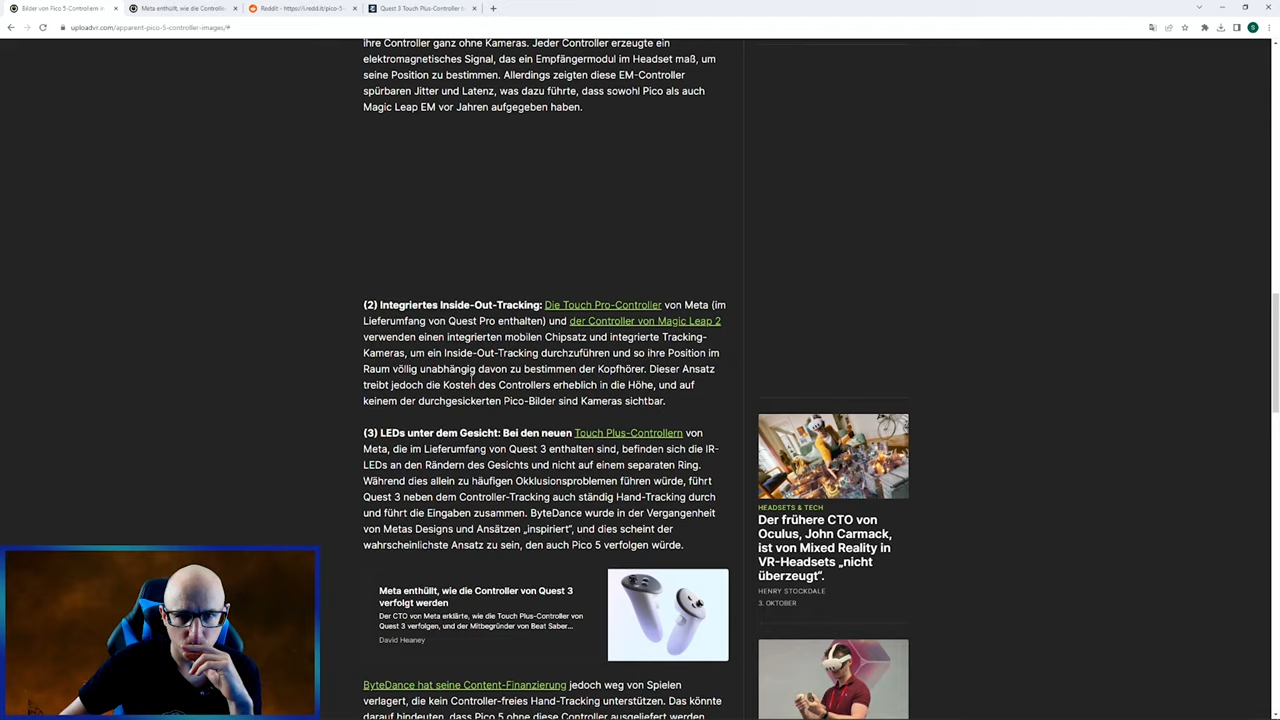 Bilder von Pico 5-Controllern in
Meta enthüllt, wie die Controlle
Reddit - https://i.redd.it/pico-5-
Quest 3 Touch Plus-Controller b
uploadvr.com/apparent-pico-5-controller-images/#
S
ihre Controller ganz ohne Kameras. Jeder Controller erzeugte ein
elektromagnetisches Signal, das ein Empfängermodul im Headset maß, um
seine Position zu bestimmen. Allerdings zeigten diese EM-Controller
spürbaren Jitter und Latenz, was dazu führte, dass sowohl Pico als auch
Magic Leap EM vor Jahren aufgegeben haben.
(2) Integriertes Inside-Out-Tracking: Die Touch Pro-Controller von Meta (im
Lieferumfang von Quest Pro enthalten) und der Controller von Magic Leap 2
verwenden einen integrierten mobilen Chipsatz und integrierte Tracking-
Kameras, um ein Inside-Out-Tracking durchzuführen und so ihre Position im
Raum völlig unabhängig davon zu bestimmen der Kopfhörer. Dieser Ansatz
treibt jedoch die Kosten des Controllers erheblich in die Höhe, und auf
keinem der durchgesickerten Pico-Bilder sind Kameras sichtbar.
(3) LEDs unter dem Gesicht: Bei den neuen Touch Plus-Controllern von
Meta, die im Lieferumfang von Quest 3 enthalten sind, befinden sich die IR-
LEDs an den Rändern des Gesichts und nicht auf einem separaten Ring.
Während dies allein zu häufigen Okklusionsproblemen führen würde, führt
Quest 3 neben dem Controller-Tracking auch ständig Hand-Tracking durch
und führt die Eingaben zusammen. ByteDance wurde in der Vergangenheit
von Metas Designs und Ansätzen „inspiriert“, und dies scheint der
wahrscheinlichste Ansatz zu sein, den auch Pico 5 verfolgen würde.
Meta enthüllt, wie die Controller von Quest 3
verfolgt werden
Der CTO von Meta erklärte, wie die Touch Plus-Controller von
Quest 3 verfolgen, und der Mitbegründer von Beat Saber...
David Heaney
ByteDance hat seine Content-Finanzierung jedoch weg von Spielen
verlagert, die kein Controller-freies Hand-Tracking unterstützen. Das könnte
darauf hindeuten, dass Pico 5 ohne diese Controller ausgeliefert werden
HEADSETS & TECH
Der frühere CTO von
Oculus, John Carmack,
ist von Mixed Reality in
VR-Headsets „nicht
überzeugt“.
HENRY STOCKDALE
3. OKTOBER